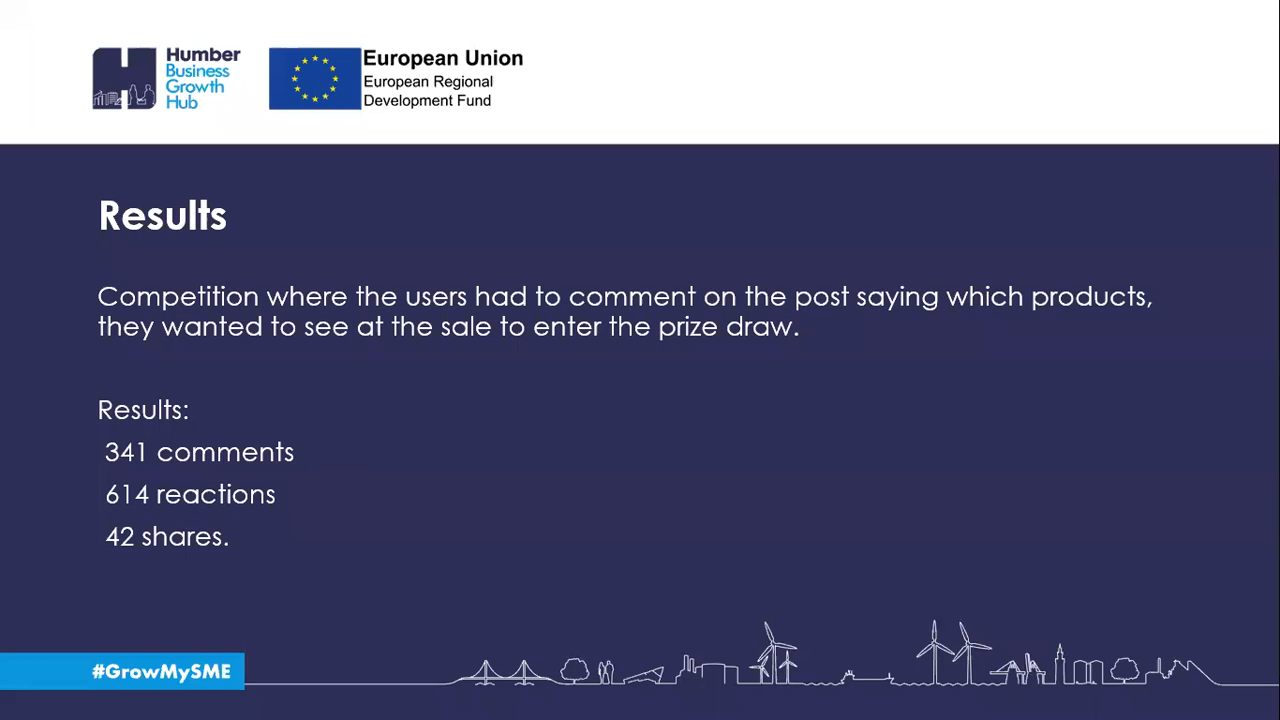 Humber
Business
Growth
Hub
European Union
European Regional
Development Fund
Results
Competition where the users had to comment on the post saying which products,
they wanted to see at the sale to enter the prize draw.
Results:
341 comments
614 reactions
42 shares.
#GrowMySME